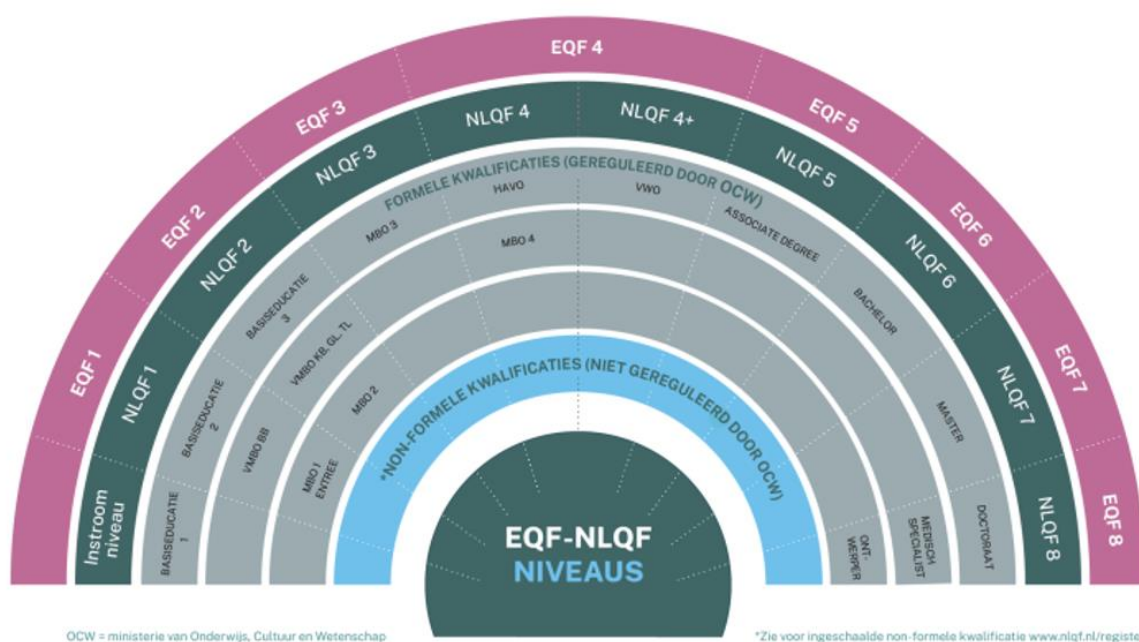 EQF 1
EQF 2
EQF 3
EQF 4
EQF 5
EQF 6
EQF 7
EQF 8
Instroom
niveau
NLQF 1
NLQF 2
NLQF 3
NLQF 4
NLQF 4+
NLQF 5
NLQF 6
NLQF 7
NLQF 8
FORMELE KWALIFICATIES (GEREGULEERD DOOR OCW)
BASISEDUCATIE
1
BASISEDUCATIE
2
BASISEDUCATIE
3
MBO 3
HAVO
VWO
ASSOCIATE DEGREE
BACHELOR
MASTER
DOCTORAAT
VMBO BB
VMBO KB, GL, TL
MBO 4
MEDISCH
SPECIALIST
MBO 1
ENTREE
MBO 2
ONT-
WERPER
*NON-FORMELE KWALIFICATIES (NIET GEREGULEERD DOOR OCW)
EQF-NLQF
NIVEAUS
OCW = ministerie van Onderwijs, Cultuur en Wetenschap
*Zie voor ingeschaalde non-formele kwalificatie www.nlqf.nl/registe